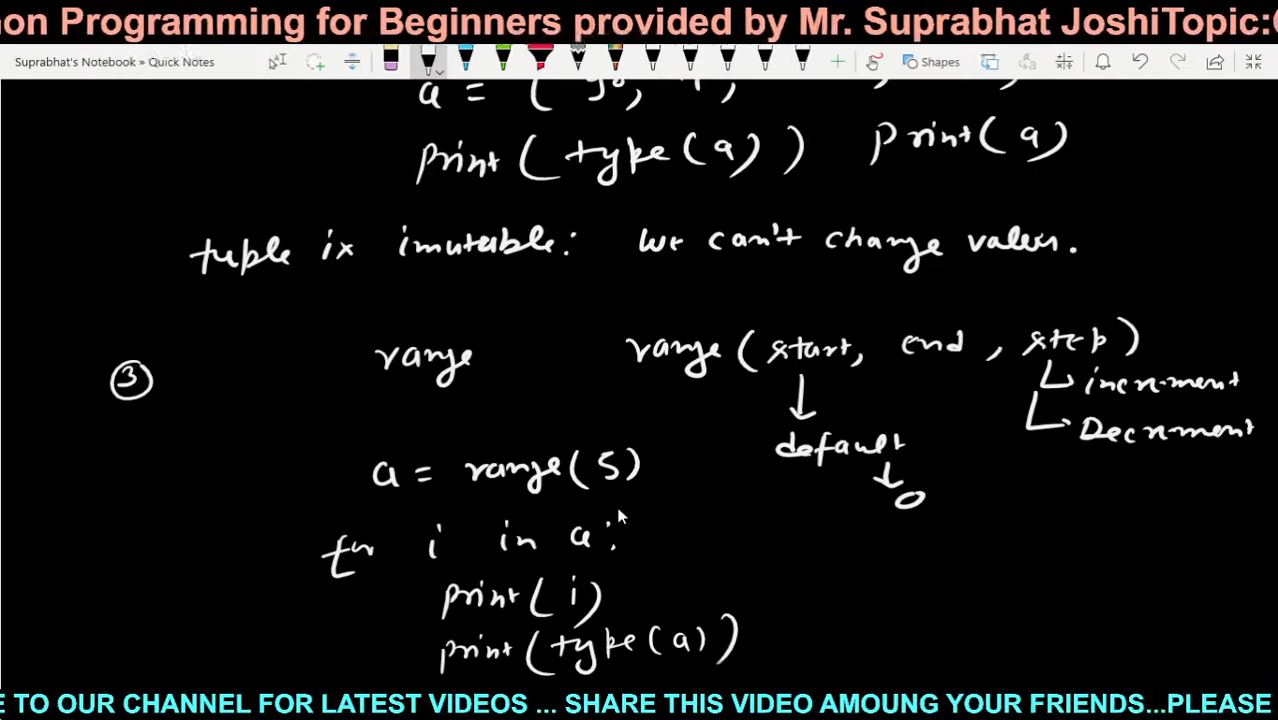 on Programming for Beginners provided by Mr. Suprabhat JoshiTopic:
Suprabhat's Notebook » Quick Notes
Shapes
a = (
print(type(a)) print(a)
tuple is imutable: we can't change values.
3 range range(start, end, step)
increment
Decrement
default
0
a = range(5)
for i in a:
print(i)
print(type(a))
E TO OUR CHANNEL FOR LATEST VIDEOS ... SHARE THIS VIDEO AMOUNG YOUR FRIENDS...PLEASE